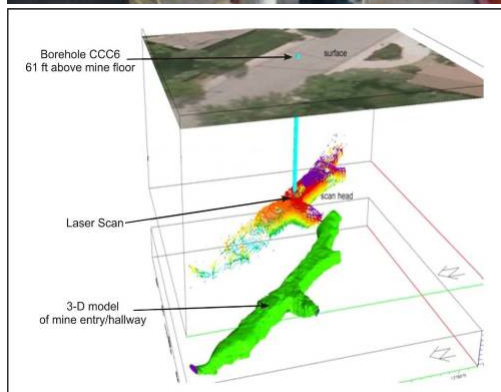 Borehole CCC6
61 ft above mine floor
surface
scan head
Laser Scan
3-D model
of mine entry/hallway